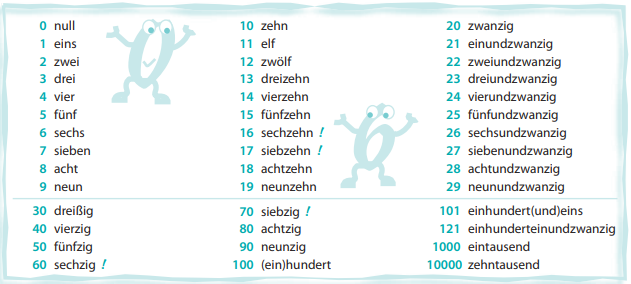 0 null
1 eins
2 zwei
3 drei
4 vier
5 fünf
6 sechs
7 sieben
8 acht
9 neun
10 zehn
11 elf
12 zwölf
13 dreizehn
14 vierzehn
15 fünfzehn
16 sechzehn !
17 siebzehn !
18 achtzehn
19 neunzehn
20 zwanzig
21 einundzwanzig
22 zweiundzwanzig
23 dreiundzwanzig
24 vierundzwanzig
25 fünfundzwanzig
26 sechsundzwanzig
27 siebenundzwanzig
28 achtundzwanzig
29 neunundzwanzig
30 dreißig
40 vierzig
50 fünfzig
60 sechzig !
70 siebzig !
80 achtzig
90 neunzig
100 (ein)hundert
101 einhundert(und)eins
121 einhunderteinundzwanzig
1000 eintausend
10000 zehntausend
0
6